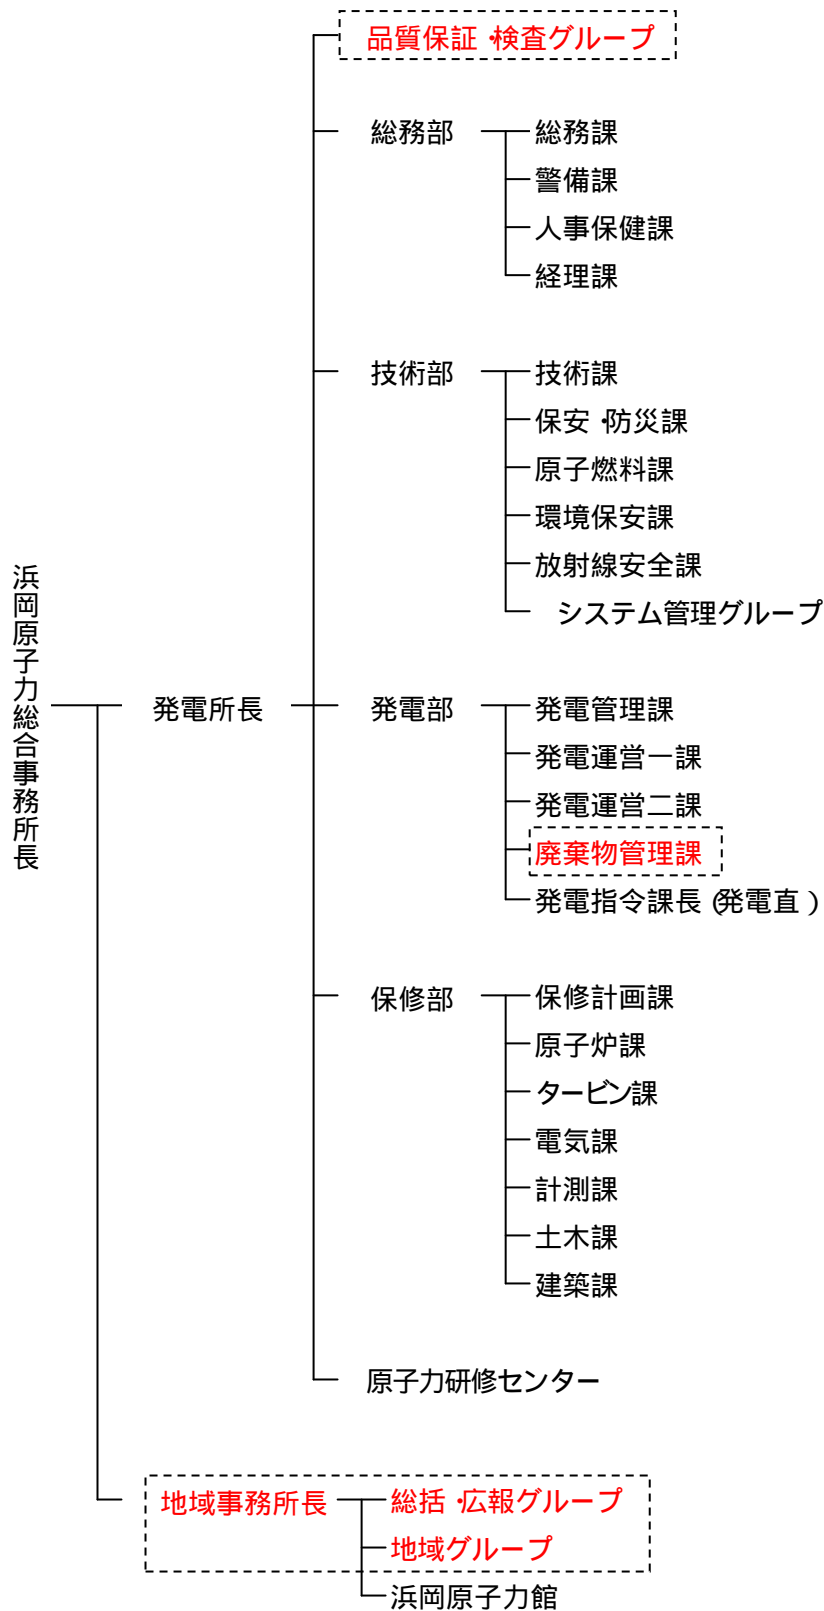 品質保証・検査グループ
総務部
総務課
警備課
人事保健課
経理課
技術部
技術課
保安・防災課
原子燃料課
環境保安課
放射線安全課
システム管理グループ
浜岡原子力総合事務所長
発電所長
発電部
発電管理課
発電運営一課
発電運営二課
廃棄物管理課
発電指令課長(発電直)
保修部
保修計画課
原子炉課
タービン課
電気課
計測課
土木課
建築課
原子力研修センター
地域事務所長
総括・広報グループ
地域グループ
浜岡原子力館